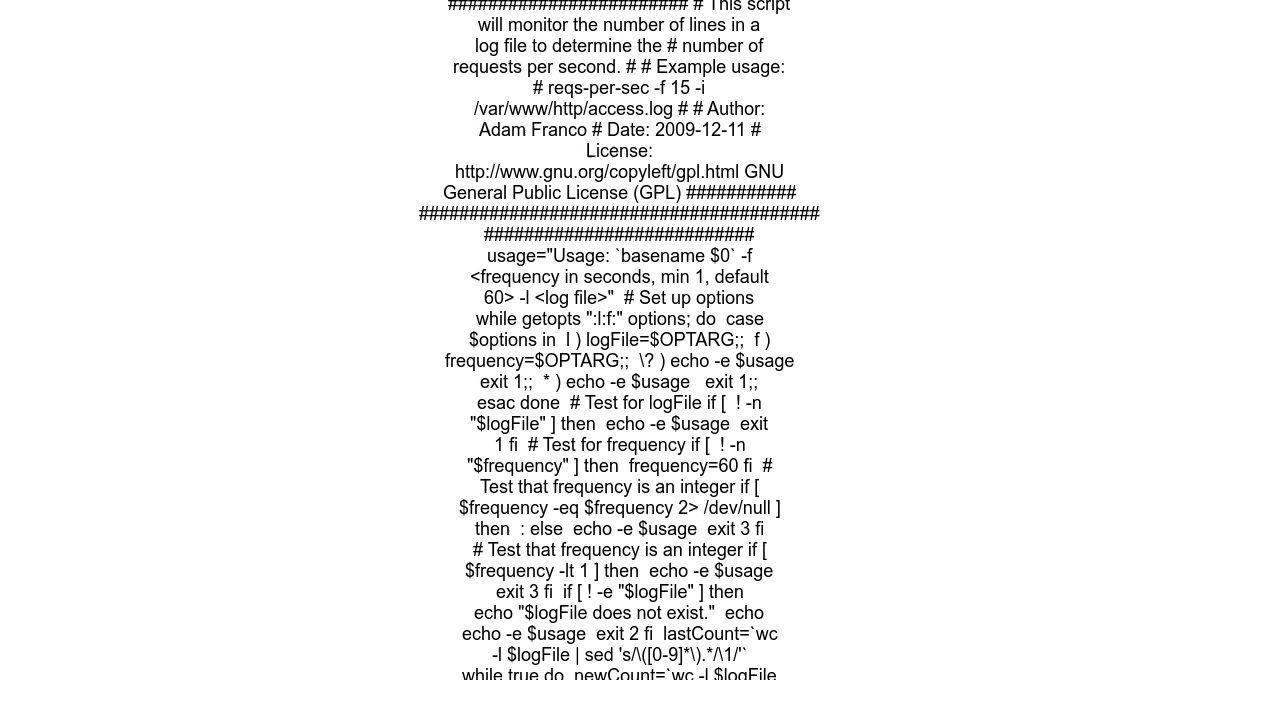 ######################## # This script
will monitor the number of lines in a
log file to determine the # number of
requests per second. # # Example usage:
# reqs-per-sec -f 15 -i
/var/www/http/access.log # # Author:
Adam Franco # Date: 2009-12-11 #
License:
http://www.gnu.org/copyleft/gpl.html GNU
General Public License (GPL) ###########
########################################
###########################
usage="Usage: `basename $0` -f
<frequency in seconds, min 1, default
60> -l <log file>"  # Set up options
while getopts ":l:f:" options; do  case
$options in  l ) logFile=$OPTARG;;  f )
frequency=$OPTARG;;  \? ) echo -e $usage
exit 1;;  * ) echo -e $usage   exit 1;;
esac done  # Test for logFile if [  ! -n
"$logFile" ] then  echo -e $usage  exit
1 fi  # Test for frequency if [  ! -n
"$frequency" ] then  frequency=60 fi  #
Test that frequency is an integer if [
$frequency -eq $frequency 2> /dev/null ]
then  : else  echo -e $usage  exit 3 fi
# Test that frequency is an integer if [
$frequency -lt 1 ] then  echo -e $usage
exit 3 fi  if [ ! -e "$logFile" ] then
echo "$logFile does not exist."  echo
echo -e $usage  exit 2 fi  lastCount=`wc
-l $logFile | sed 's/\([0-9]*\).*/\1/'`
while true do  newCount=`wc -l $logFile